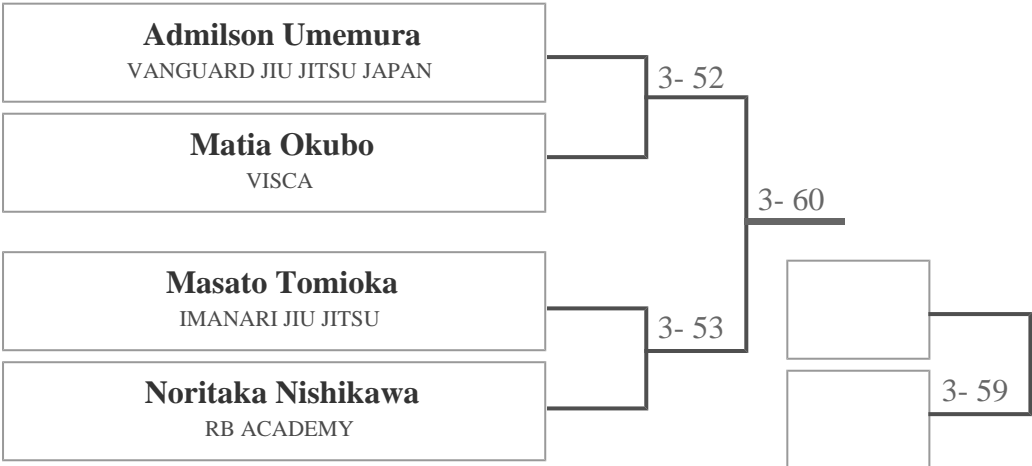 Admilson Umemura
VANGUARD JIU JITSU JAPAN
3- 52
Matia Okubo
VISCA
3- 60
Masato Tomioka
IMANARI JIU JITSU
3- 53
Noritaka Nishikawa
RB ACADEMY
3- 59